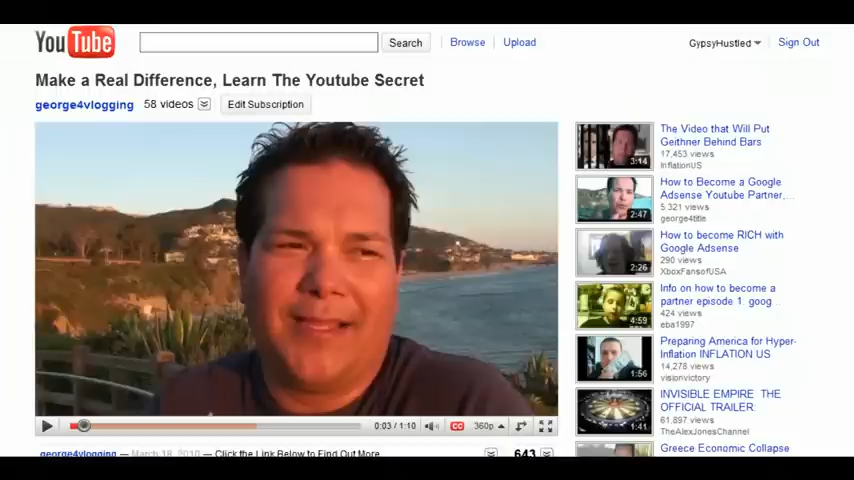 YouTube
Search
Browse
Upload
GypsyHustled
Sign Out
Make a Real Difference, Learn The Youtube Secret
george4vlogging
58 videos
Edit Subscription
The Video that Will Put
Geithner Behind Bars
17,453 views
InflationUS
3:14
How to Become a Google
Adsense Youtube Partner,...
5,321 views
george4title
2:47
How to become RICH with
Google Adsense
290 views
XboxFansofUSA
2:26
Info on how to become a
partner episode 1. goog...
424 views
eba1997
4:59
Preparing America for Hyper-
Inflation INFLATION US
14,278 views
visionvictory
1:56
INVISIBLE EMPIRE THE
OFFICIAL TRAILER:
61,897 views
TheAlexJonesChannel
1:41
Greece Economic Collapse
0:03 / 1:10
CC
360p
george4vlogging — March 18, 2010 — Click the Link Below to Find Out More
643